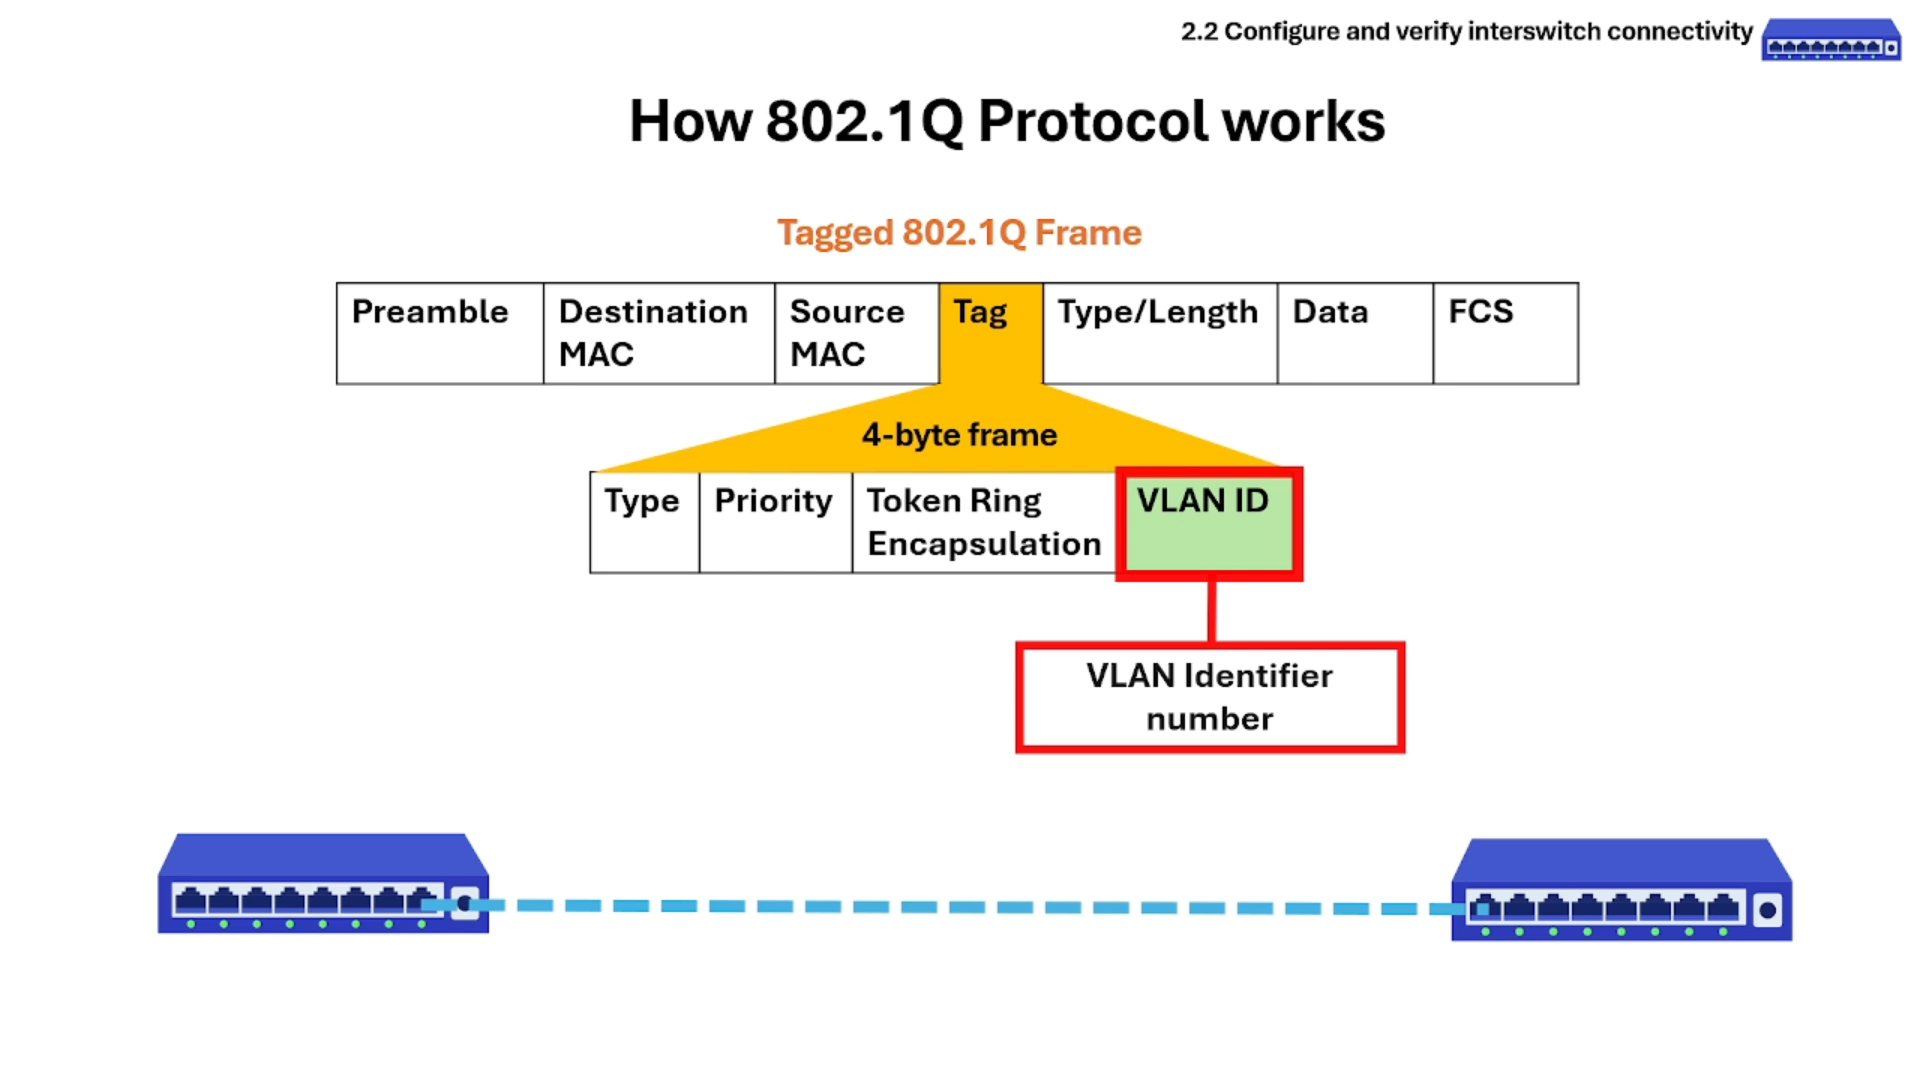 2.2 Configure and verify interswitch connectivity
How 802.1Q Protocol works
Tagged 802.1Q Frame
Preamble
Destination
MAC
Source
MAC
Tag
Type/Length
Data
FCS
4-byte frame
Type
Priority
Token Ring
Encapsulation
VLAN ID
VLAN Identifier
number